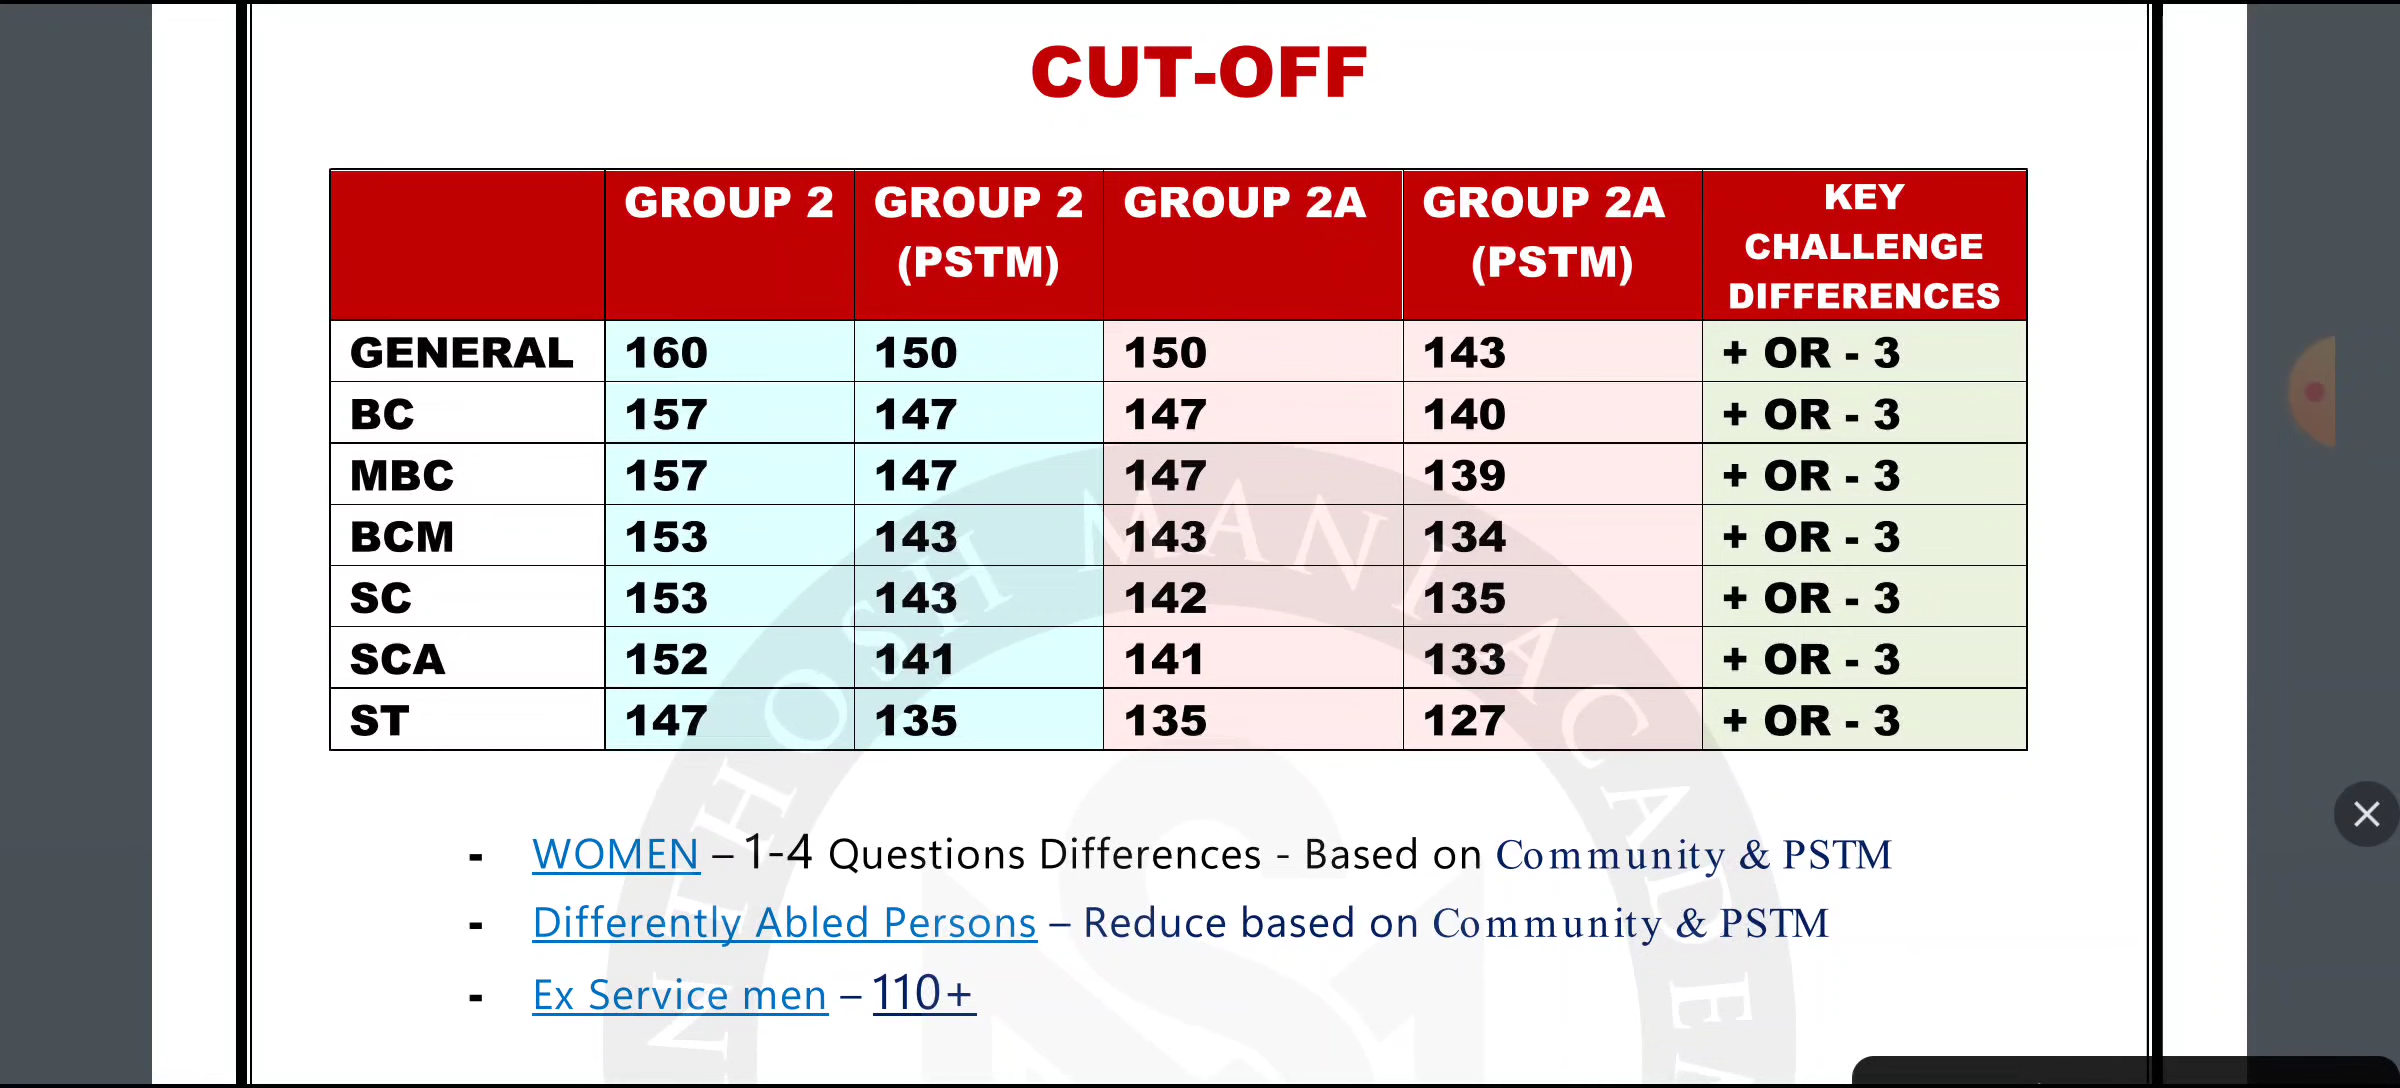 CUT-OFF
GROUP 2 GROUP 2 (PSTM) GROUP 2A GROUP 2A (PSTM) KEY CHALLENGE DIFFERENCES
GENERAL 160 150 150 143 + OR - 3
BC 157 147 147 140 + OR - 3
MBC 157 147 147 139 + OR - 3
BCM 153 143 143 134 + OR - 3
SC 153 143 142 135 + OR - 3
SCA 152 141 141 133 + OR - 3
ST 147 135 135 127 + OR - 3
- WOMEN – 1-4 Questions Differences - Based on Community & PSTM
- Differently Abled Persons – Reduce based on Community & PSTM
- Ex Service men – 110+
NTHOSH MANI ACADE